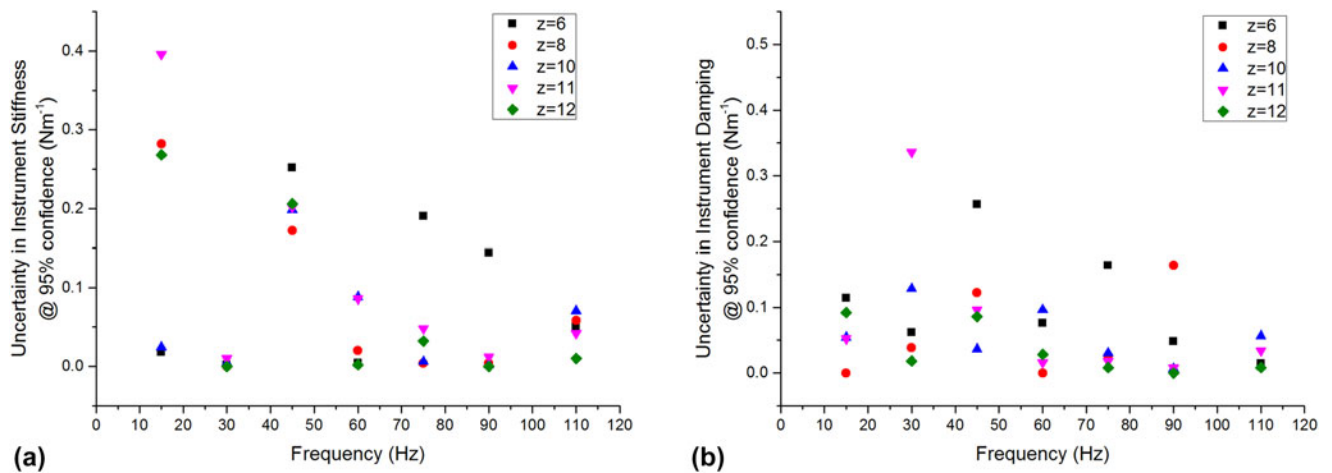 Uncertainty in Instrument Stiffness
@ 95% confidence (Nm⁻¹)
0.4
0.3
0.2
0.1
0.0
z=6
z=8
z=10
z=11
z=12
0 10 20 30 40 50 60 70 80 90 100 110 120
Frequency (Hz)
(a)
Uncertainty in Instrument Damping
@ 95% confidence (Nm⁻¹)
0.5
0.4
0.3
0.2
0.1
0.0
z=6
z=8
z=10
z=11
z=12
0 10 20 30 40 50 60 70 80 90 100 110 120
Frequency (Hz)
(b)